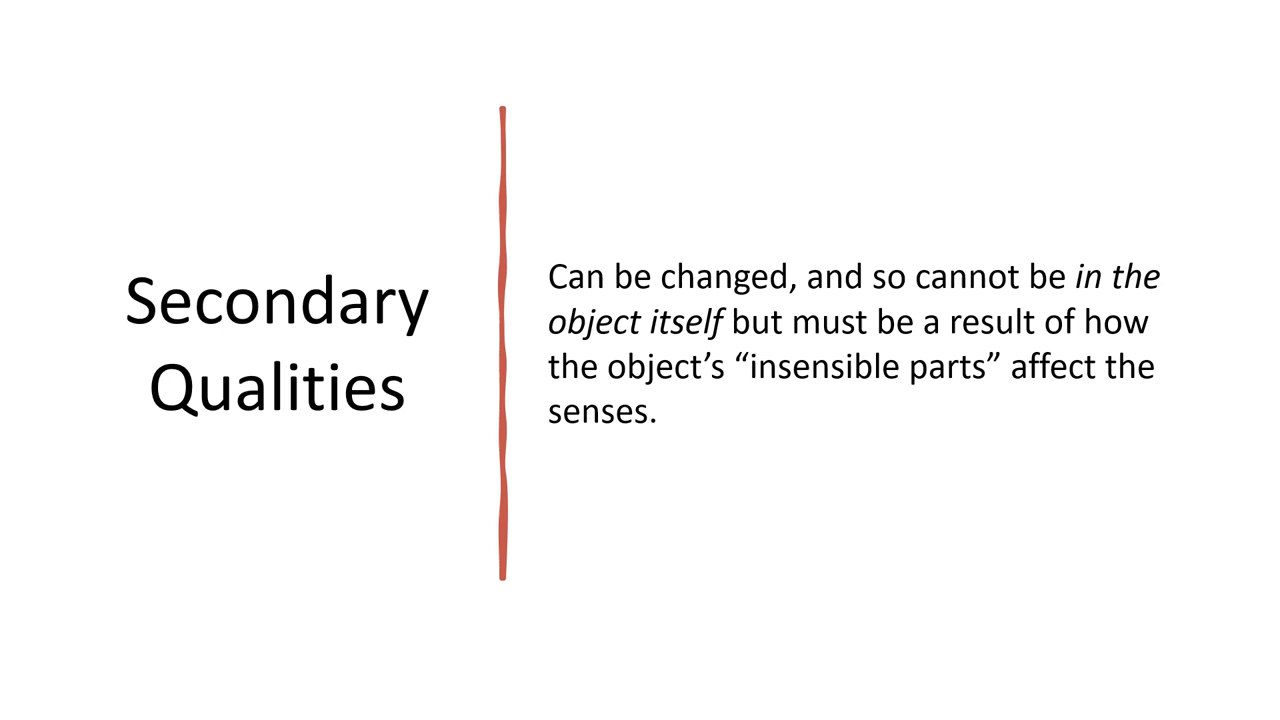 Secondary
Qualities
Can be changed, and so cannot be in the
object itself but must be a result of how
the object’s “insensible parts” affect the
senses.